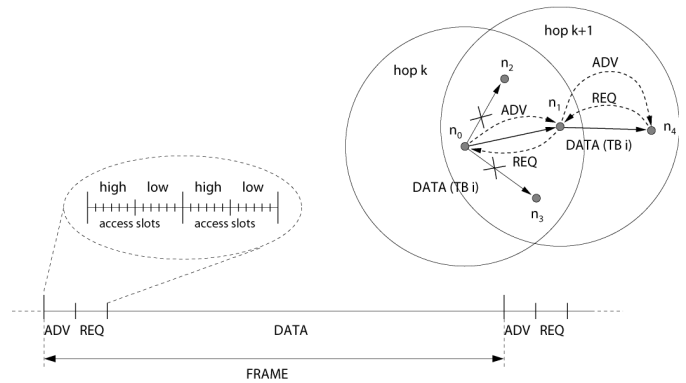 hop k+1
hop k
n2
ADV
n1
ADV
REQ
n0
n4
REQ
DATA (TB i)
DATA (TB i)
n3
high low high low
access slots access slots
ADV REQ DATA ADV REQ
FRAME